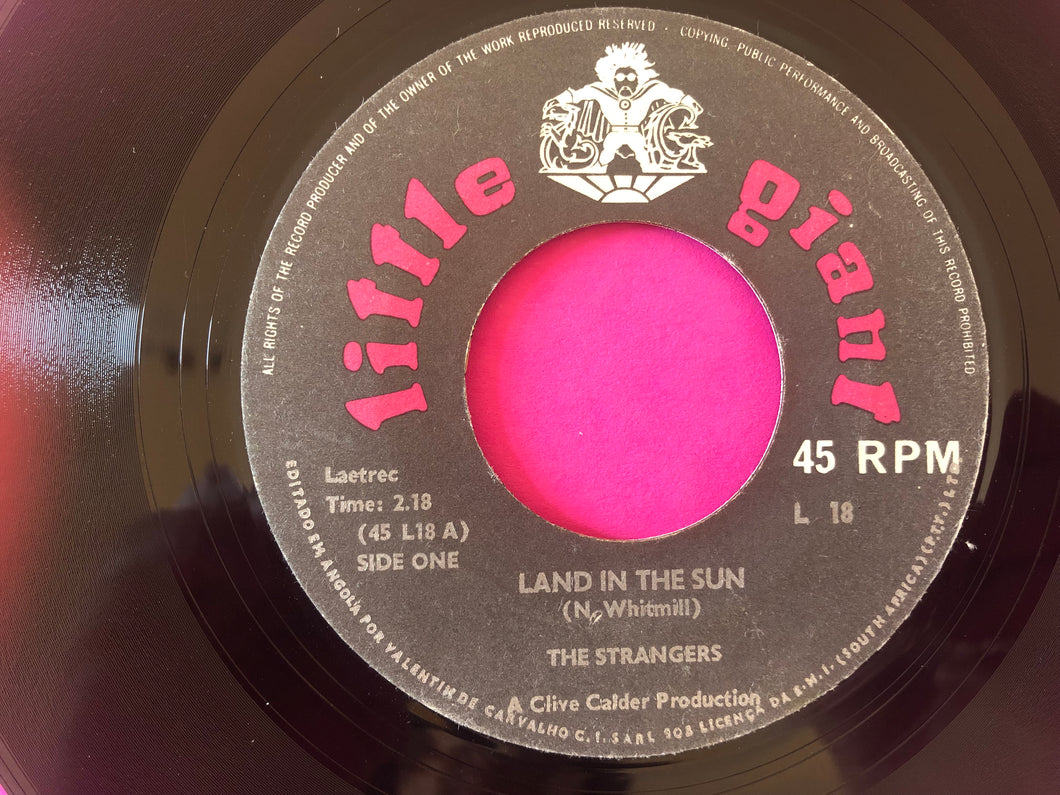 ALL RIGHTS OF THE RECORD PRODUCER AND OF THE OWNER OF THE WORK REPRODUCED RESERVED · COPYING, PUBLIC PERFORMANCE AND BROADCASTING OF THIS RECORD PROHIBITED
little giant
45 RPM
L 18
Laetrec
Time: 2.18
(45 L18 A)
SIDE ONE
LAND IN THE SUN
(N. Whitmill)
THE STRANGERS
A Clive Calder Production
EDITADO EM ANGOLA POR VALENTIM DE CARVALHO C. I. SARL 908 LICENÇA DA E.M.I. (SOUTH AFRICA) (P.T.Y.) LTD